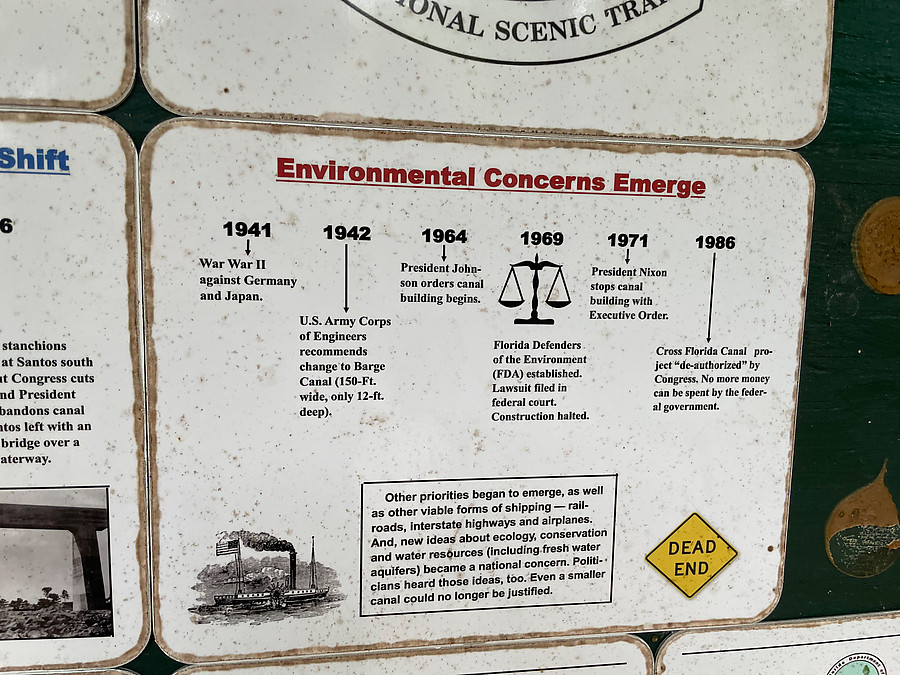 IONAL SCENIC TRA
Shift
6
stanchions
at Santos south
Congress cuts
nd President
bandons canal
ntos left with an
bridge over a
aterway.
Environmental Concerns Emerge
1941
War War II
against Germany
and Japan.
1942
U.S. Army Corps
of Engineers
recommends
change to Barge
Canal (150-Ft.
wide, only 12-ft.
deep).
1964
President John-
son orders canal
building begins.
1969
Florida Defenders
of the Environment
(FDA) established.
Lawsuit filed in
federal court.
Construction halted.
1971
President Nixon
stops canal
building with
Executive Order.
1986
Cross Florida Canal pro-
ject “de-authorized” by
Congress. No more money
can be spent by the feder-
al government.
Other priorities began to emerge, as well
as other viable forms of shipping — rail-
roads, interstate highways and airplanes.
And, new ideas about ecology, conservation
and water resources (including fresh water
aquifers) became a national concern. Politi-
cians heard those ideas, too. Even a smaller
canal could no longer be justified.
DEAD
END
Florida Department of